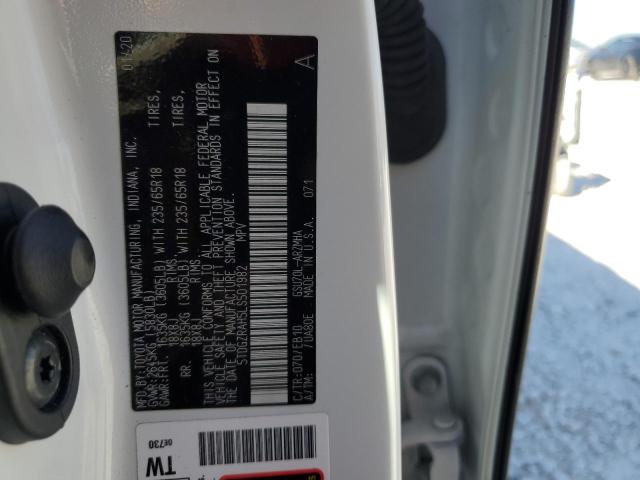 MFD.BY:TOYOTA MOTOR MANUFACTURING, INDIANA, INC. 01/20
GVWR:2645KG (5830LB)
GAWR:FRT. 1635KG (3605LB) WITH 235/65R18 TIRES,
18X8J RIMS,
RR. 1635KG (3605LB) WITH 235/65R18 TIRES,
18X8J RIMS,
THIS VEHICLE CONFORMS TO ALL APPLICABLE FEDERAL MOTOR
VEHICLE SAFETY AND THEFT PREVENTION STANDARDS IN EFFECT ON
THE DATE OF MANUFACTURE SHOWN ABOVE.
MPV
A
C/TR:070/EB10 GSU70L-ARZMHA
A/TM: /UA80E MADE IN U.S.A. 071
0E730
TW